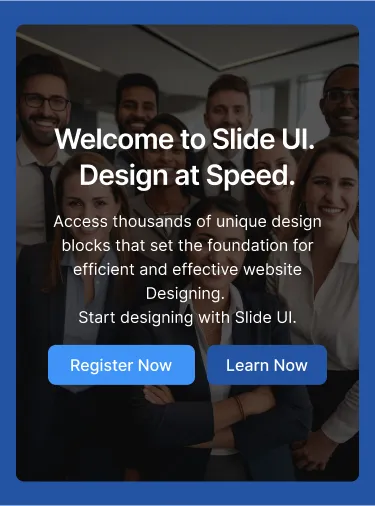 Welcome to Slide UI.
Design at Speed.
Access thousands of unique design
blocks that set the foundation for
efficient and effective website
Designing.
Start designing with Slide UI.
Register Now
Learn Now